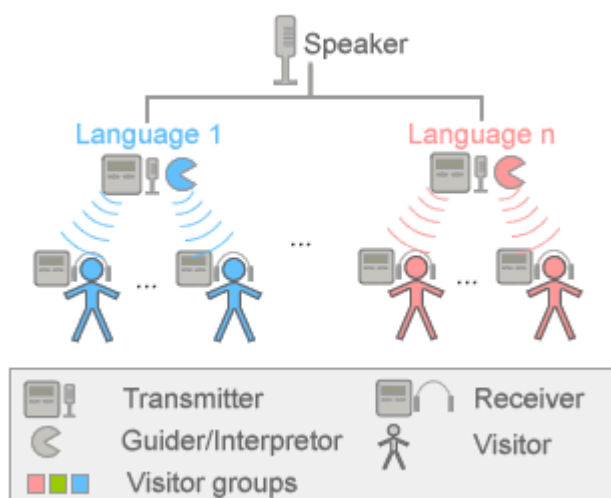 Speaker
Language 1
Language n
...
... ...
Transmitter
Receiver
Guider/Interpretor
Visitor
Visitor groups